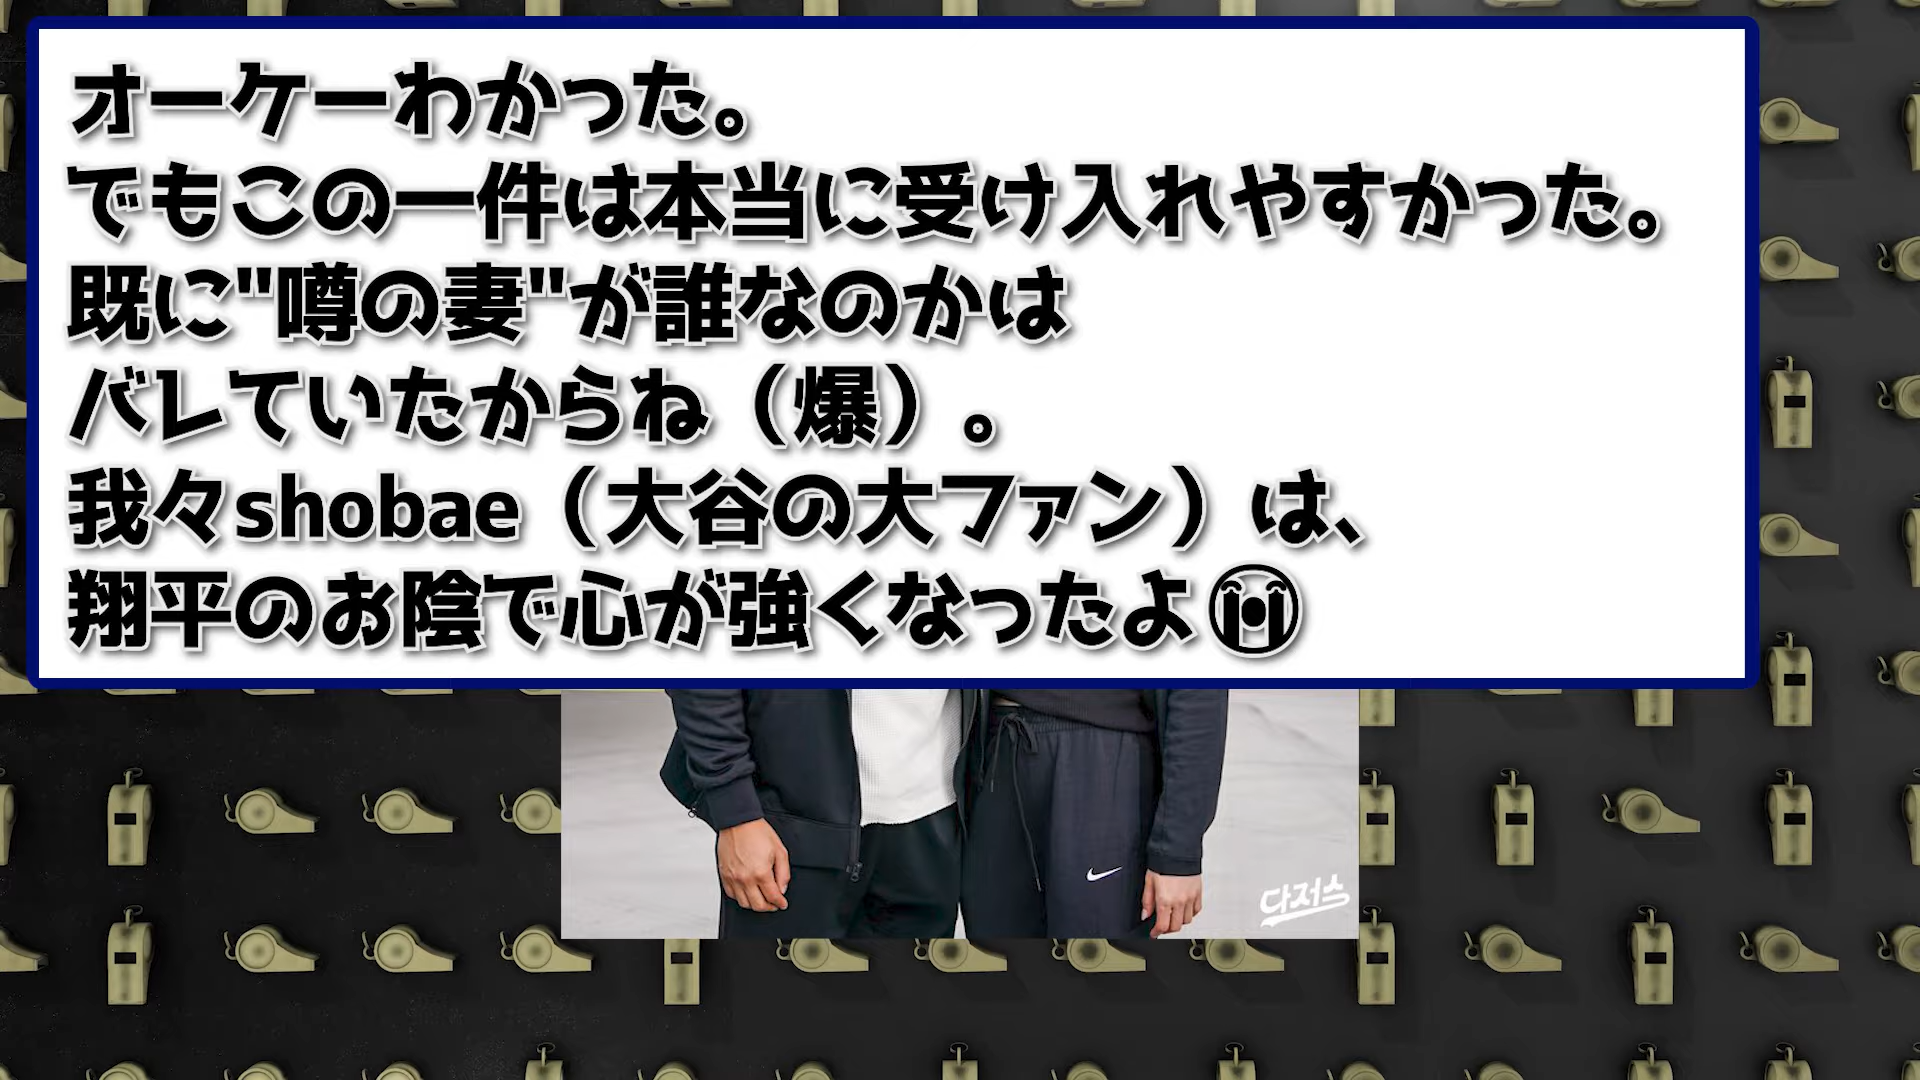 オーケーわかった。
でもこの一件は本当に受け入れやすかった。
既に"噂の妻"が誰なのかは
バレていたからね（爆）。
我々shobae（大谷の大ファン）は、
翔平のお陰で心が強くなったよ😭
다저스